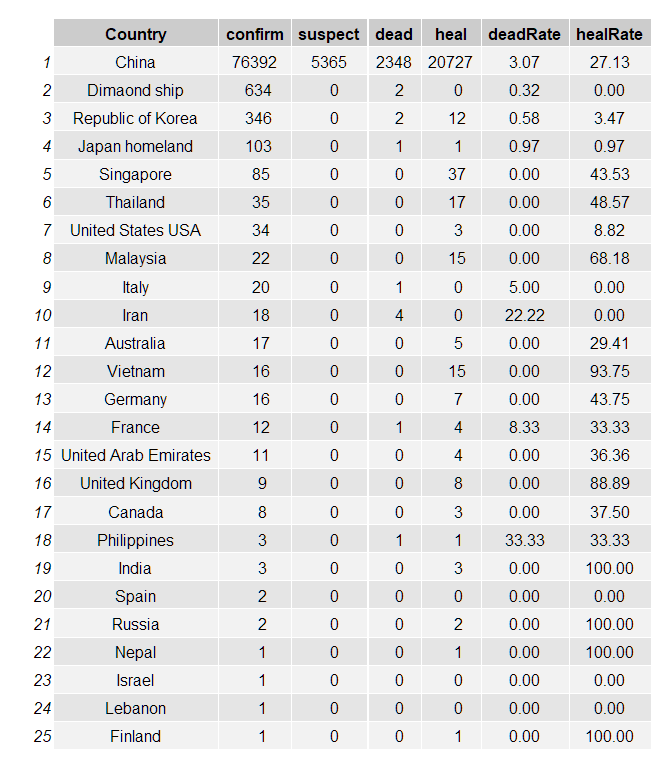 Country confirm suspect dead heal deadRate healRate
1 China 76392 5365 2348 20727 3.07 27.13
2 Dimaond ship 634 0 2 0 0.32 0.00
3 Republic of Korea 346 0 2 12 0.58 3.47
4 Japan homeland 103 0 1 1 0.97 0.97
5 Singapore 85 0 0 37 0.00 43.53
6 Thailand 35 0 0 17 0.00 48.57
7 United States USA 34 0 0 3 0.00 8.82
8 Malaysia 22 0 0 15 0.00 68.18
9 Italy 20 0 1 0 5.00 0.00
10 Iran 18 0 4 0 22.22 0.00
11 Australia 17 0 0 5 0.00 29.41
12 Vietnam 16 0 0 15 0.00 93.75
13 Germany 16 0 0 7 0.00 43.75
14 France 12 0 1 4 8.33 33.33
15 United Arab Emirates 11 0 0 4 0.00 36.36
16 United Kingdom 9 0 0 8 0.00 88.89
17 Canada 8 0 0 3 0.00 37.50
18 Philippines 3 0 1 1 33.33 33.33
19 India 3 0 0 3 0.00 100.00
20 Spain 2 0 0 0 0.00 0.00
21 Russia 2 0 0 2 0.00 100.00
22 Nepal 1 0 0 1 0.00 100.00
23 Israel 1 0 0 0 0.00 0.00
24 Lebanon 1 0 0 0 0.00 0.00
25 Finland 1 0 0 1 0.00 100.00